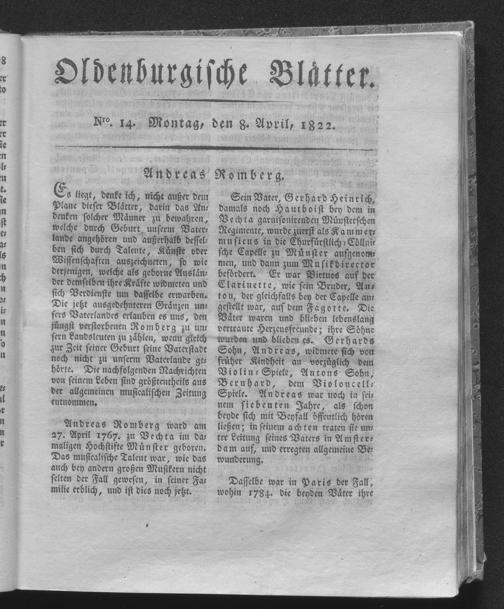 Oldenburgische Blätter.
Nro. 14. Montag, den 8. April, 1822.
Andreas Romberg.
Es liegt, denke ich, nicht außer dem
Plane dieser Blätter, darin das An-
denken solcher Männer zu bewahren,
welche durch Geburt unserm Vater-
lande angehören und außerhalb dessel-
ben sich durch Talente, Künste oder
Wissenschaften auszeichneten, so wie
derjenigen, welche als geborne Auslän-
der demselben ihre Kräfte widmeten und
sich Verdienste um dasselbe erwarben.
Die jetzt ausgedehnteren Gränzen un-
sers Vaterlandes erlauben es uns, den
jüngst verstorbenen Romberg zu un-
sern Landsleuten zu zählen, wenn gleich
zur Zeit seiner Geburt seine Vaterstadt
noch nicht zu unserm Vaterlande ge-
hörte. Die nachfolgenden Nachrichten
von seinem Leben sind größtentheils aus
der allgemeinen musicalischen Zeitung
entnommen.
Andreas Romberg ward am
27. April 1767. zu Vechta im da-
maligen Hochstifte Münster geboren.
Das musicalische Talent war, wie das
auch bey andern großen Musikern nicht
selten der Fall gewesen, in seiner Fa-
milie erblich, und ist dies noch jetzt.
Sein Vater, Gerhard Heinrich,
damals noch Hautboist bey dem in
Vechta garnisonirenden Münsterschen
Regimente, wurde zuerst als Kammer-
musicus in die Churfürstlich-Cöllni-
sche Capelle zu Münster aufgenom-
men, und dann zum Musikdirector
befördert. Er war Virtuos auf der
Clarinette, wie sein Bruder, An-
ton, der gleichfalls bey der Capelle an-
gestellt war, auf dem Fagotte. Die
Väter waren und blieben lebenslang
vertraute Herzensfreunde; ihre Söhne
wurden und blieben es. Gerhards
Sohn, Andreas, widmete sich von
früher Kindheit an vorzüglich dem
Violin-Spiele, Antons Sohn,
Bernhard, dem Violoncell-
Spiele. Andreas war noch in sei-
nem siebenten Jahre, als schon
beyde sich mit Beyfall öffentlich hören
ließen; in seinem achten traten sie un-
ter Leitung seines Vaters in Amster-
dam auf, und erregten allgemeine Be-
wunderung.
Dasselbe war in Paris der Fall,
wohin 1784. die beyden Väter ihre